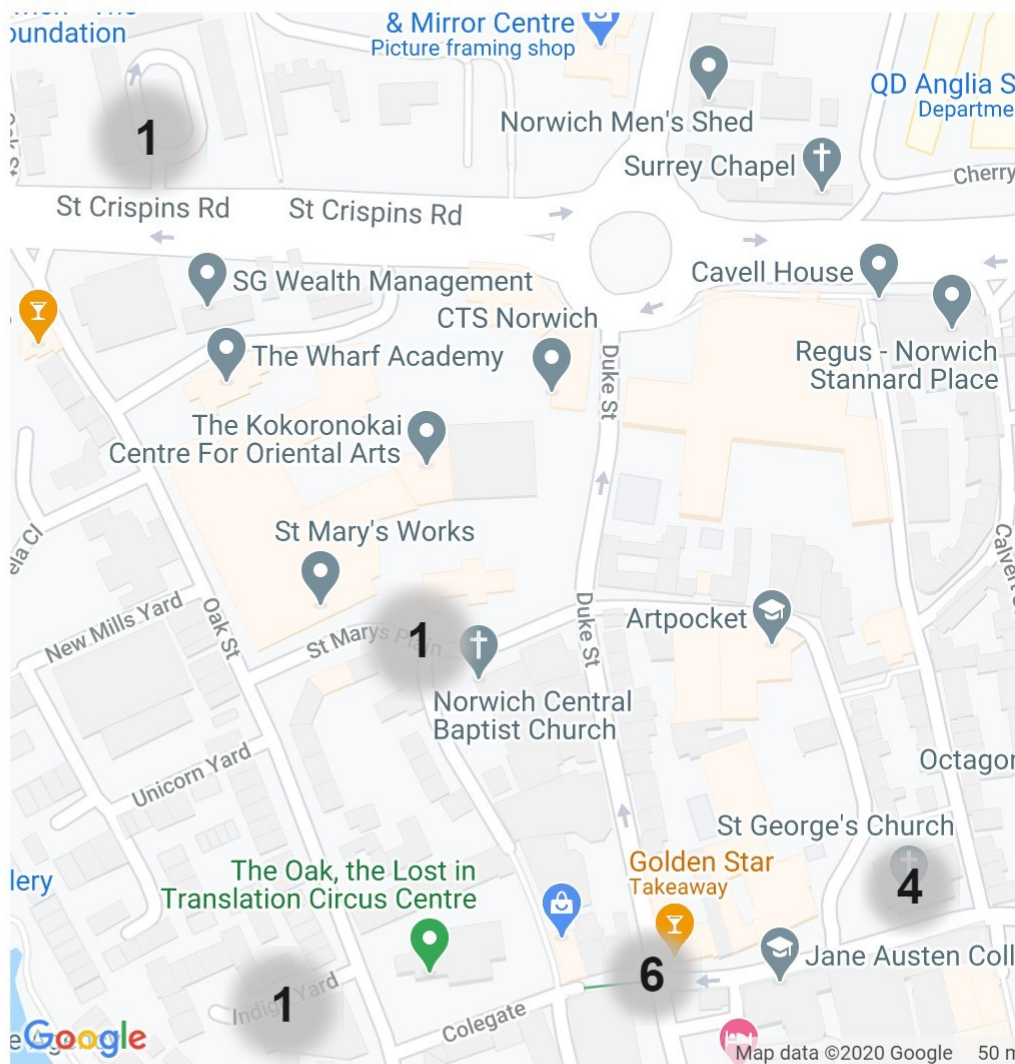 oundation
& Mirror Centre
Picture framing shop
QD Anglia S
Departme
1
Norwich Men's Shed
Surrey Chapel
Cherry
St Crispins Rd
St Crispins Rd
SG Wealth Management
Cavell House
CTS Norwich
The Wharf Academy
Duke St
Regus - Norwich
Stannard Place
The Kokoronokai
Centre For Oriental Arts
St Mary's Works
ela Cl
New Mills Yard
Oak St
St Marys Plain
1
Duke St
Artpocket
Norwich Central
Baptist Church
Unicorn Yard
Octagon
St George's Church
The Oak, the Lost in
Translation Circus Centre
Golden Star
Takeaway
4
lery
Jane Austen Coll
6
Indigo Yard
1
Colegate
Google
Map data ©2020 Google
50 m